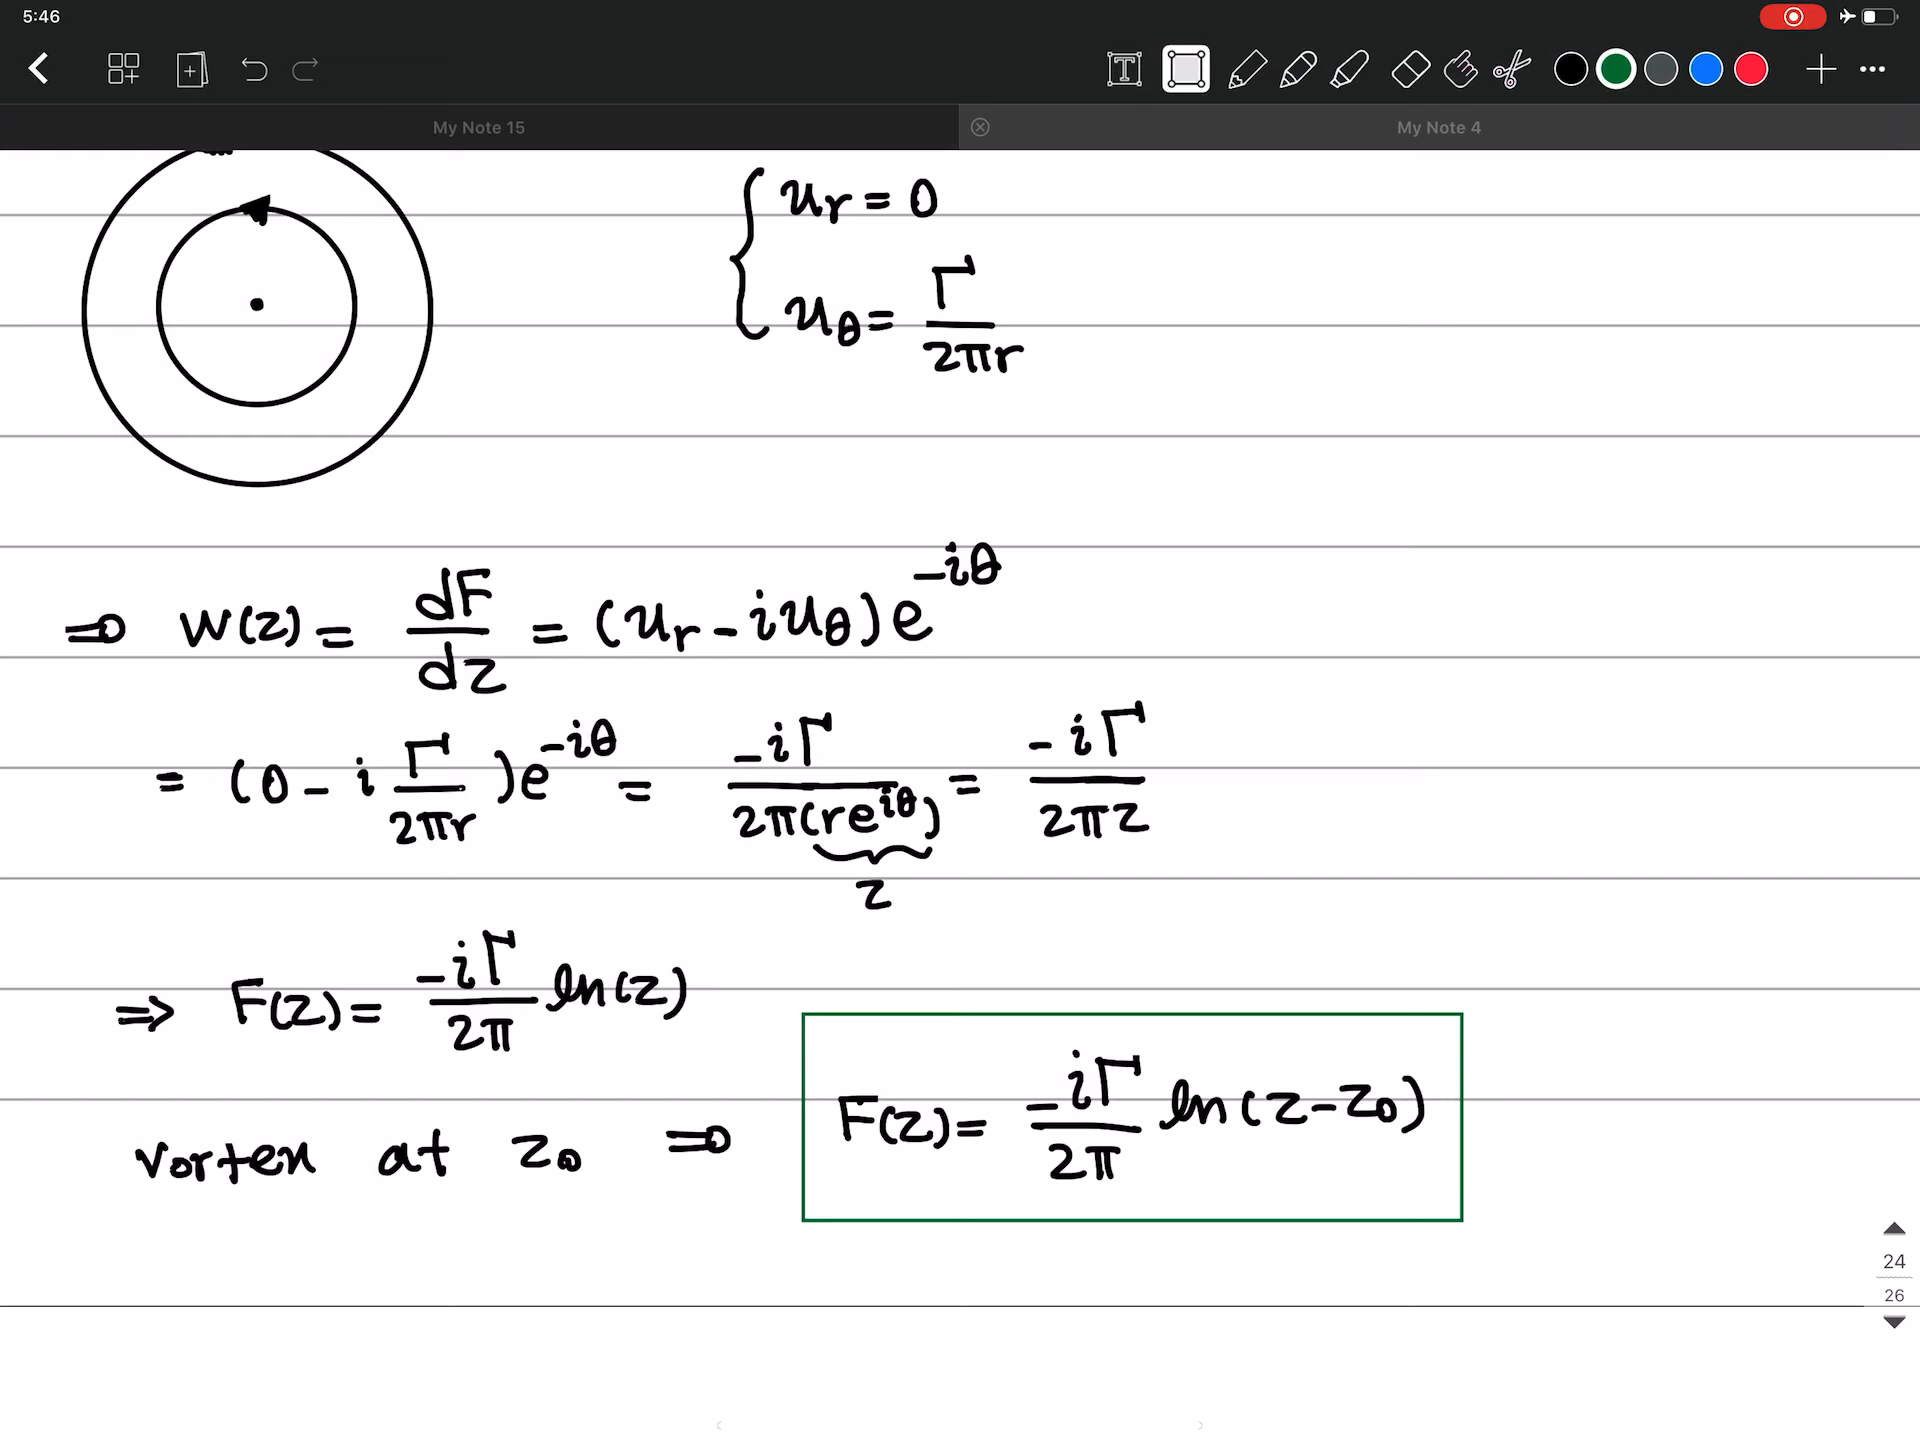 5:46
My Note 15
My Note 4
u_r = 0
u_θ = Γ / 2πr
⇒ W(z) = dF/dz = (u_r - i u_θ) e^{-iθ}
= (0 - i Γ/2πr) e^{-iθ} = -iΓ / 2π(re^{iθ}) = -iΓ / 2πz
z
⇒ F(z) = -iΓ/2π ln(z)
vortex at z₀ ⇒ F(z) = -iΓ/2π ln(z - z₀)
24
26